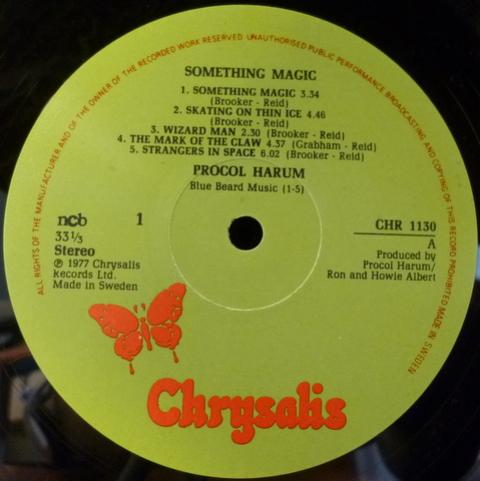 ALL RIGHTS OF THE MANUFACTURER AND OF THE OWNER OF THE RECORDED WORK RESERVED UNAUTHORISED PUBLIC PERFORMANCE BROADCASTING AND COPYING OF THIS RECORD PROHIBITED MADE IN SWEDEN
SOMETHING MAGIC
1. SOMETHING MAGIC 3.34
(Brooker - Reid)
2. SKATING ON THIN ICE 4.46
(Brooker - Reid)
3. WIZARD MAN 2.30 (Brooker - Reid)
4. THE MARK OF THE CLAW 4.37 (Grabham - Reid)
5. STRANGERS IN SPACE 6.02 (Brooker - Reid)
PROCOL HARUM
Blue Beard Music (1-5)
ncb 1
33 1/3
Stereo
℗ 1977 Chrysalis
Records Ltd.
Made in Sweden
CHR 1130
A
Produced by
Procol Harum/
Ron and Howie Albert
Chrysalis